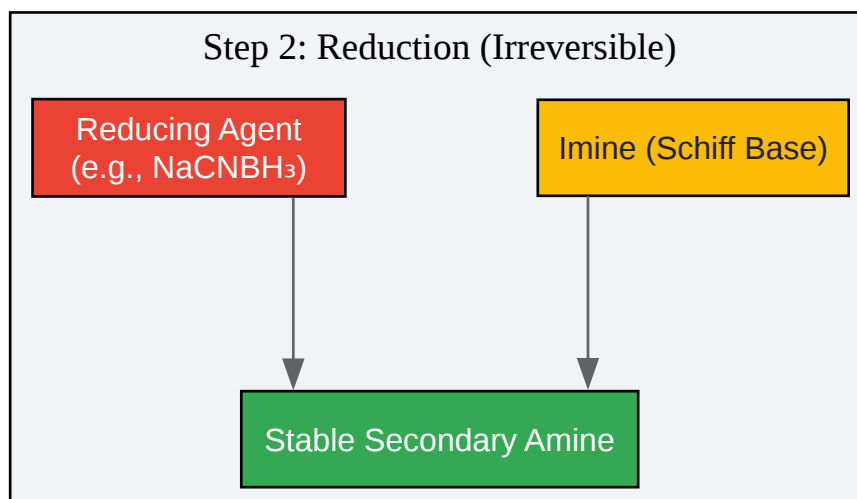 Step 2: Reduction (Irreversible)
Reducing Agent
(e.g., NaCNBH₃)
Imine (Schiff Base)
Stable Secondary Amine